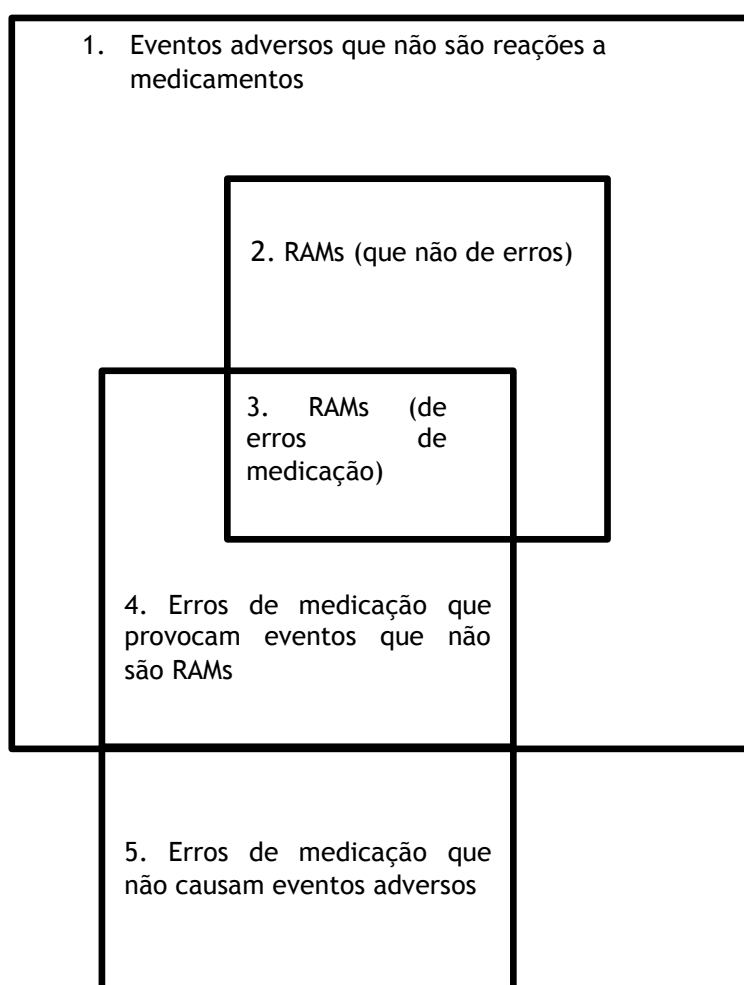 1. Eventos adversos que não são reações a
medicamentos
2. RAMs (que não de erros)
3. RAMs (de
erros de
medicação)
4. Erros de medicação que
provocam eventos que não
são RAMs
5. Erros de medicação que
não causam eventos adversos